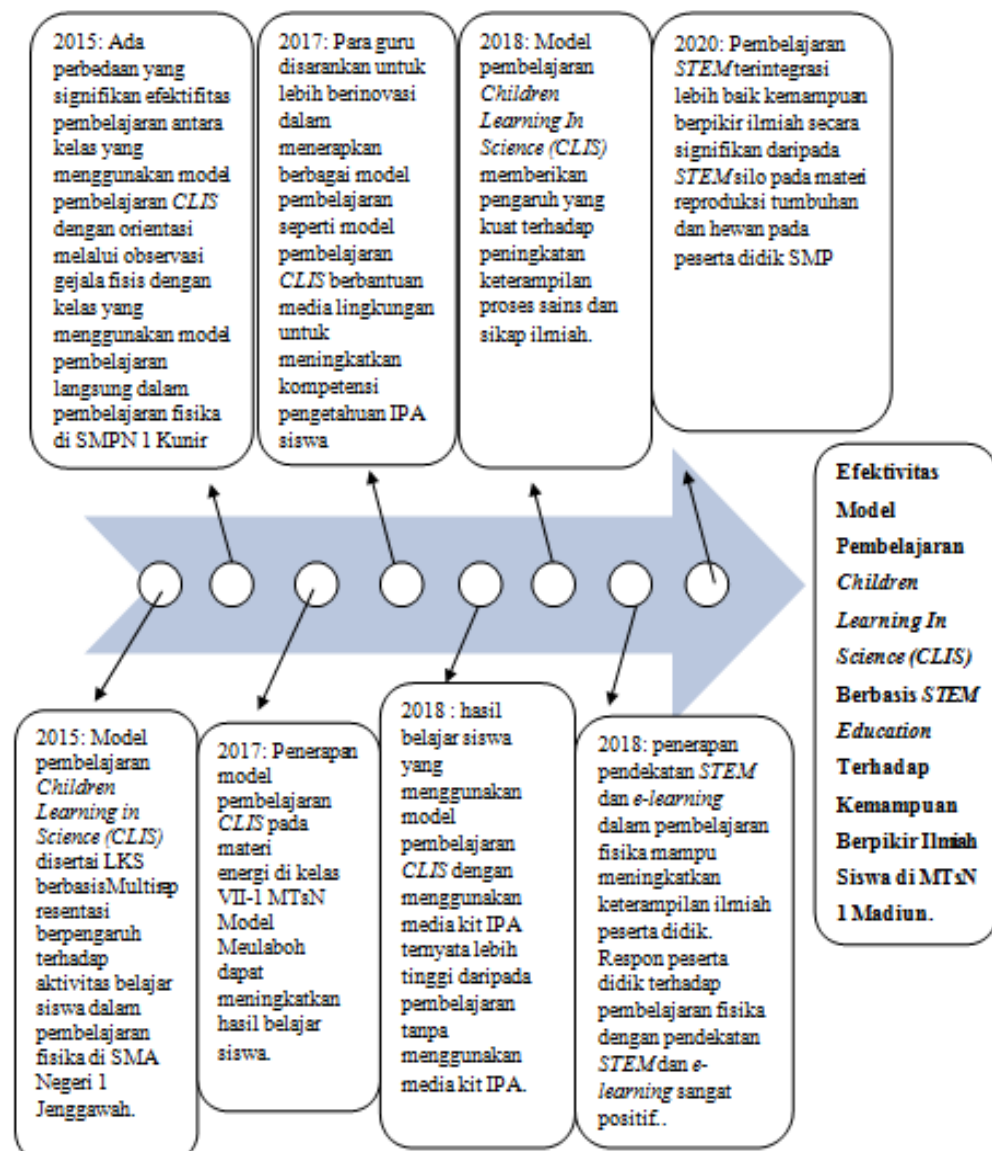 2015: Ada
perbedaan yang
signifikan efektifitas
pembelajaran antara
kelas yang
menggunakan model
pembelajaran CLIS
dengan orientasi
melalui observasi
gejala fisis dengan
kelas yang
menggunakan model
pembelajaran
langsung dalam
pembelajaran fisika
di SMPN 1 Kunir
2017: Para guru
disarankan untuk
lebih berinovasi
dalam
menerapkan
berbagai model
pembelajaran
seperti model
pembelajaran
CLIS berbantuan
media lingkungan
untuk
meningkatkan
kompetensi
pengetahuan IPA
siswa
2018: Model
pembelajaran
Children
Learning In
Science (CLIS)
memberikan
pengaruh yang
kuat terhadap
peningkatan
keterampilan
proses sains dan
sikap ilmiah.
2020: Pembelajaran
STEM terintegrasi
lebih baik kemampuan
berpikir ilmiah secara
signifikan daripada
STEM silo pada materi
reproduksi tumbuhan
dan hewan pada
peserta didik SMP
Efektivitas
Model
Pembelajaran
Children
Learning In
Science (CLIS)
Berbasis STEM
Education
Terhadap
Kemampuan
Berpikir Ilmiah
Siswa di MTsN
1 Madiun.
2015: Model
pembelajaran
Children
Learning in
Science (CLIS)
disertai LKS
berbasisMultirep
resentasi
berpengaruh
terhadap
aktivitas belajar
siswa dalam
pembelajaran
fisika di SMA
Negeri 1
Jenggawah.
2017: Penerapan
model
pembelajaran
CLIS pada
materi
energi di kelas
VII-1 MTsN
Model
Meulaboh
dapat
meningkatkan
hasil belajar
siswa.
2018 : hasil
belajar siswa
yang
menggunakan
model
pembelajaran
CLIS dengan
menggunakan
media kit IPA
ternyata lebih
tinggi daripada
pembelajaran
tanpa
menggunakan
media kit IPA.
2018: penerapan
pendekatan STEM
dan e-learning
dalam pembelajaran
fisika mampu
meningkatkan
keterampilan ilmiah
peserta didik.
Respon peserta
didik terhadap
pembelajaran fisika
dengan pendekatan
STEM dan e-
learning sangat
positif..